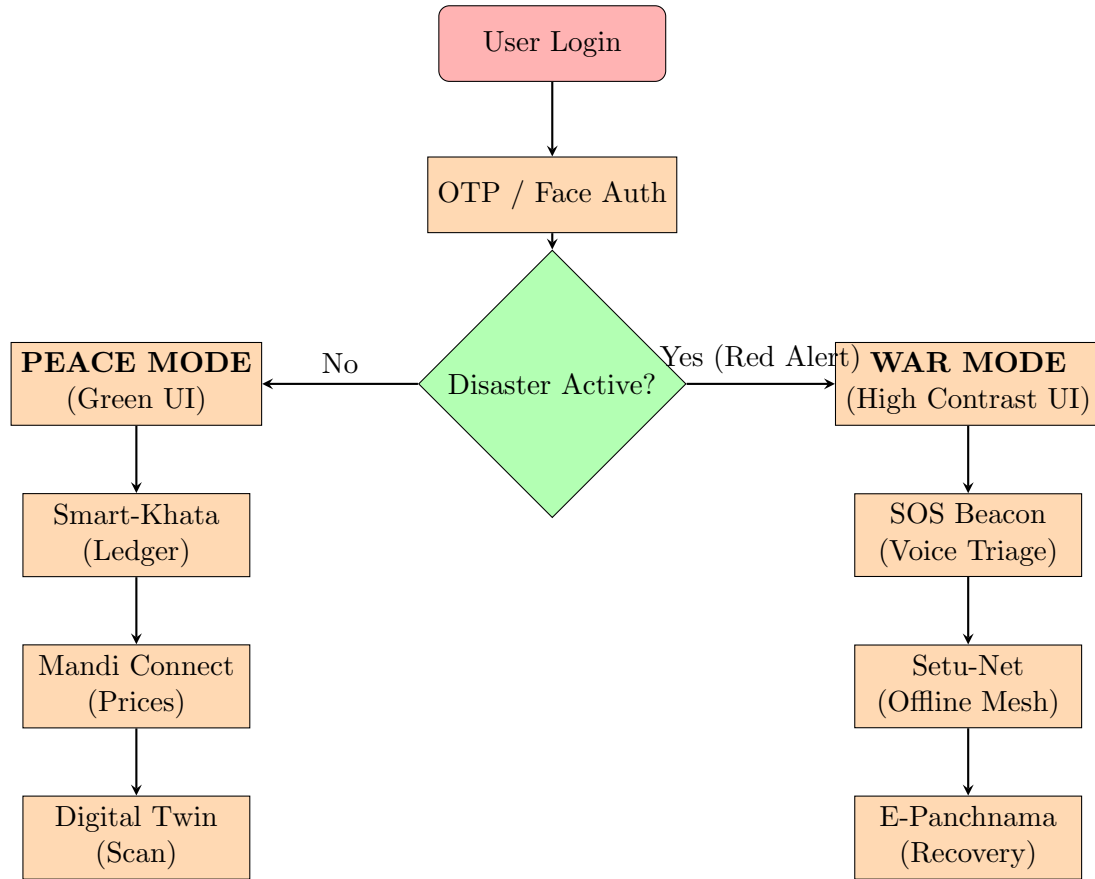 User Login
OTP / Face Auth
Disaster Active?
No
Yes (Red Alert)
PEACE MODE
(Green UI)
Smart-Khata
(Ledger)
Mandi Connect
(Prices)
Digital Twin
(Scan)
WAR MODE
(High Contrast UI)
SOS Beacon
(Voice Triage)
Setu-Net
(Offline Mesh)
E-Panchnama
(Recovery)